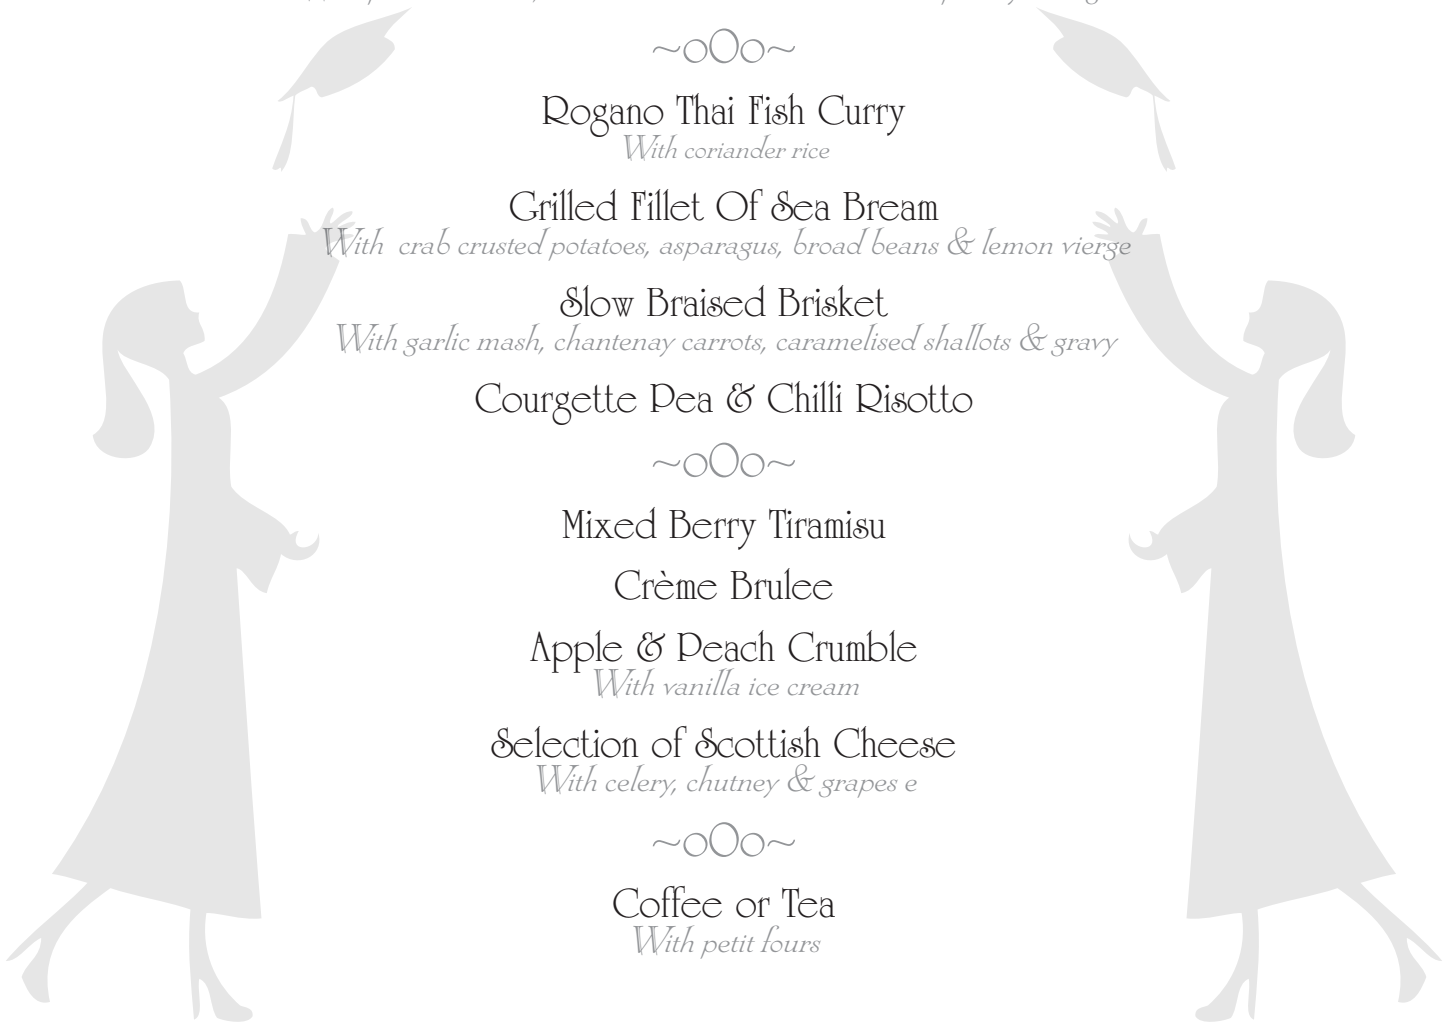 ~oOo~
Rogano Thai Fish Curry
With coriander rice
Grilled Fillet Of Sea Bream
With crab crusted potatoes, asparagus, broad beans & lemon vierge
Slow Braised Brisket
With garlic mash, chantenay carrots, caramelised shallots & gravy
Courgette Pea & Chilli Risotto
~oOo~
Mixed Berry Tiramisu
Crème Brulee
Apple & Peach Crumble
With vanilla ice cream
Selection of Scottish Cheese
With celery, chutney & grapes e
~oOo~
Coffee or Tea
With petit fours